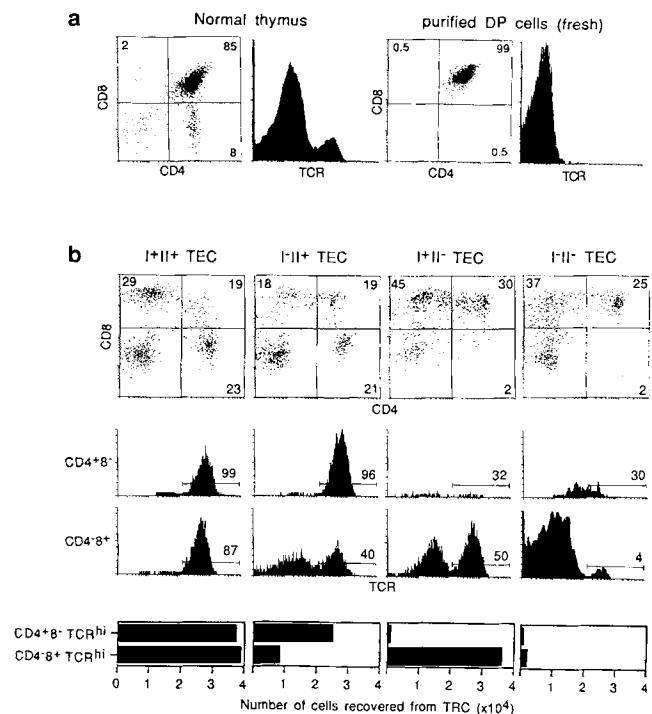 a
Normal thymus
purified DP cells (fresh)
2 85
0.5 99
CD8
CD8
8
0.5
CD4 TCR CD4 TCR
b
I+II+ TEC I-II+ TEC I+II- TEC I-II- TEC
29 19 18 19 45 30 37 25
CD8
23 21 2 2
CD4
CD4+8-
99 96 32 30
CD4-8+
87 40 50 4
TCR
CD4+8- TCRhi
CD4-8+ TCRhi
0 1 2 3 4 1 2 3 4 1 2 3 4 1 2 3 4
Number of cells recovered from TRC (x10⁴)